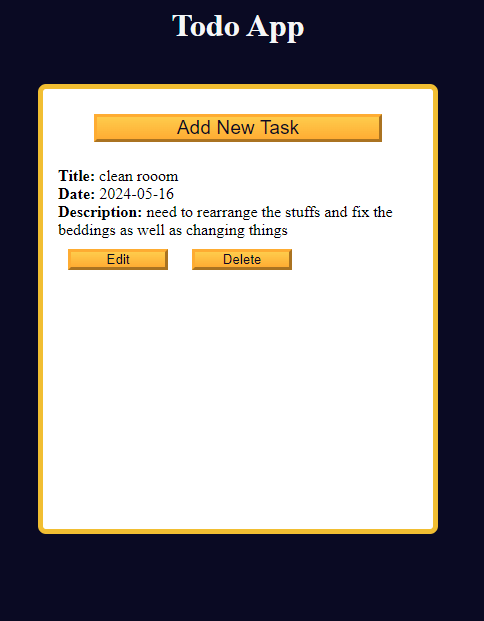 Todo App
Add New Task
Title: clean rooom
Date: 2024-05-16
Description: need to rearrange the stuffs and fix the
beddings as well as changing things
Edit Delete